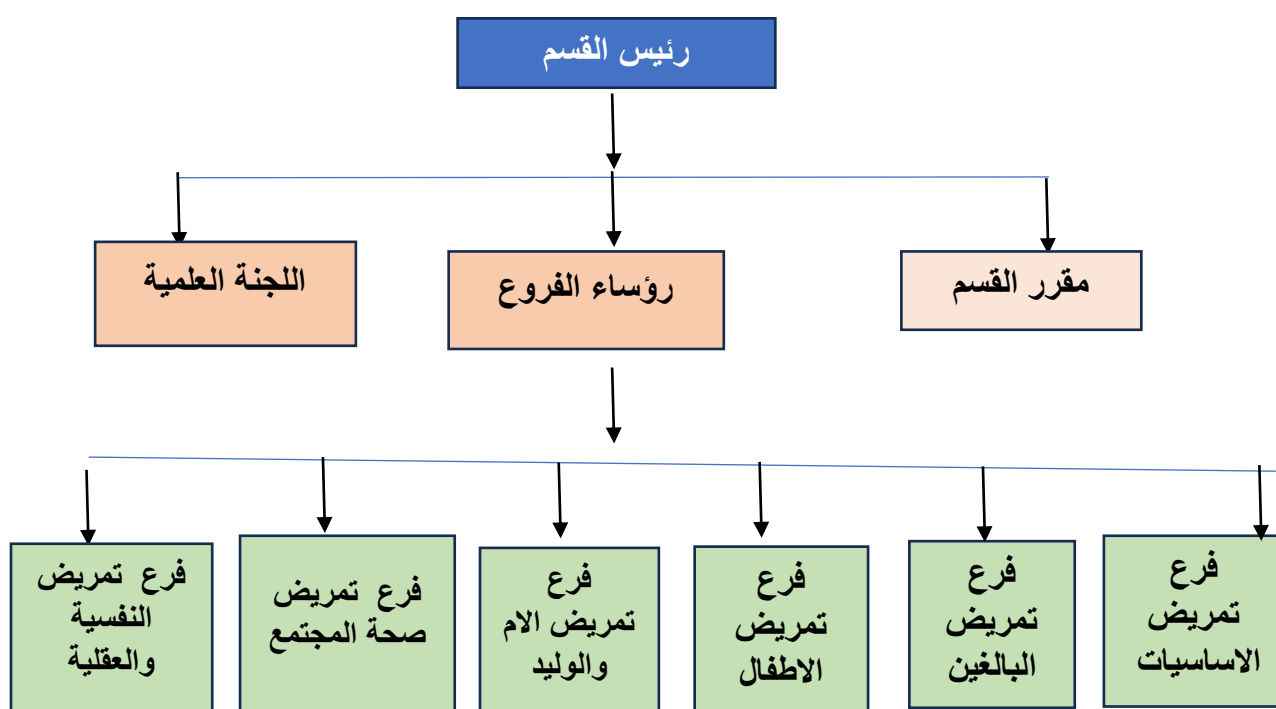 رئيس القسم
مقرر القسم
رؤساء الفروع
اللجنة العلمية
فرع
تمريض
الاساسيات
فرع
تمريض
البالغين
فرع
تمريض
الاطفال
فرع
تمريض الام
والوليد
فرع تمريض
صحة المجتمع
فرع تمريض
النفسية
والعقلية